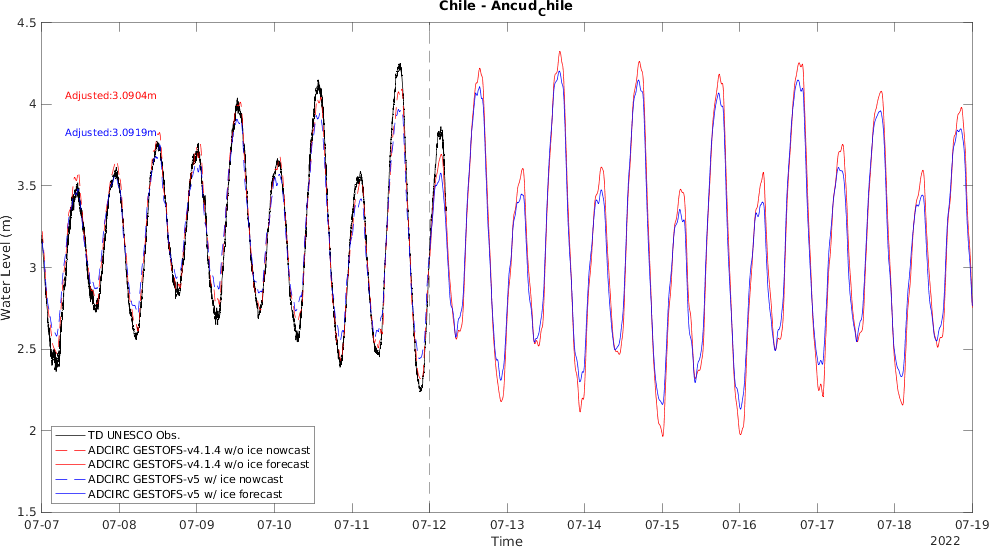 Chile - Ancud_Chile
4.5
4
3.5
3
2.5
2
1.5
Water Level (m)
Adjusted:3.0904m
Adjusted:3.0919m
TD UNESCO Obs.
ADCIRC GESTOFS-v4.1.4 w/o ice nowcast
ADCIRC GESTOFS-v4.1.4 w/o ice forecast
ADCIRC GESTOFS-v5 w/ ice nowcast
ADCIRC GESTOFS-v5 w/ ice forecast
07-07 07-08 07-09 07-10 07-11 07-12 07-13 07-14 07-15 07-16 07-17 07-18 07-19
Time
2022